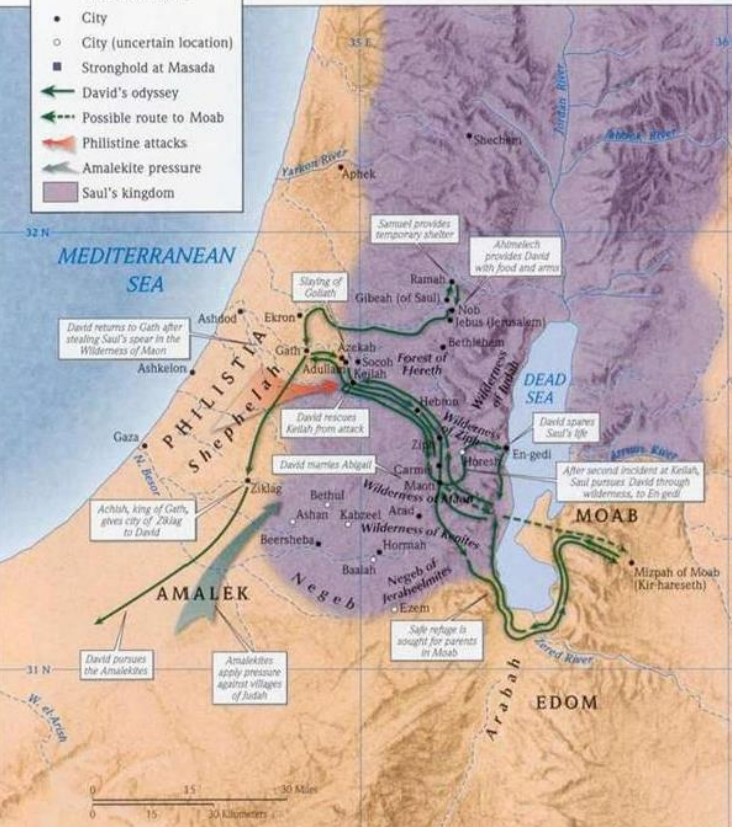 City
City (uncertain location)
Stronghold at Masada
David's odyssey
Possible route to Moab
Philistine attacks
Amalekite pressure
Saul's kingdom
35 E
36
Jordan River
Jabbok River
Shechem
Yarkon River
Aphek
32 N
MEDITERRANEAN
SEA
Samuel provides
temporary shelter
Ahimelech
provides David
with food and arms
Slaying of
Goliath
Ramah
Gibeah (of Saul)
Nob
Jebus (Jerusalem)
Ashdod
Ekron
David returns to Gath after
stealing Saul's spear in the
Wilderness of Maon
Gath
Azekah
Socoh
Adullam
Keilah
Forest of
Hereth
Bethlehem
Wilderness
of Judah
Ashkelon
PHILISTIA
Shephelah
DEAD
SEA
David rescues
Keilah from attack
Hebron
Wilderness
of Ziph
David spares
Saul's life
Gaza
N. Besor
Ziph
Horesh
En-gedi
Arnon River
David marries Abigail
Carmel
Maon
After second incident at Keilah,
Saul pursues David through
wilderness, to En-gedi
Ziklag
Achish, king of Gath,
gives city of Ziklag
to David
Bethul
Wilderness of Maon
Ashan
Kabzeel
Arad
MOAB
Beersheba
Wilderness of Kenites
Hormah
Baalah
Mizpah of Moab
(Kir-hareseth)
Negeb
Negeb of
Jerahmeelites
AMALEK
Ezem
Safe refuge is
sought for parents
in Moab
Zered River
David pursues
the Amalekites
Amalekites
apply pressure
against villages
of Judah
31 N
W. el-Arish
Arabah
EDOM
0 15 30 Miles
0 15 30 Kilometers